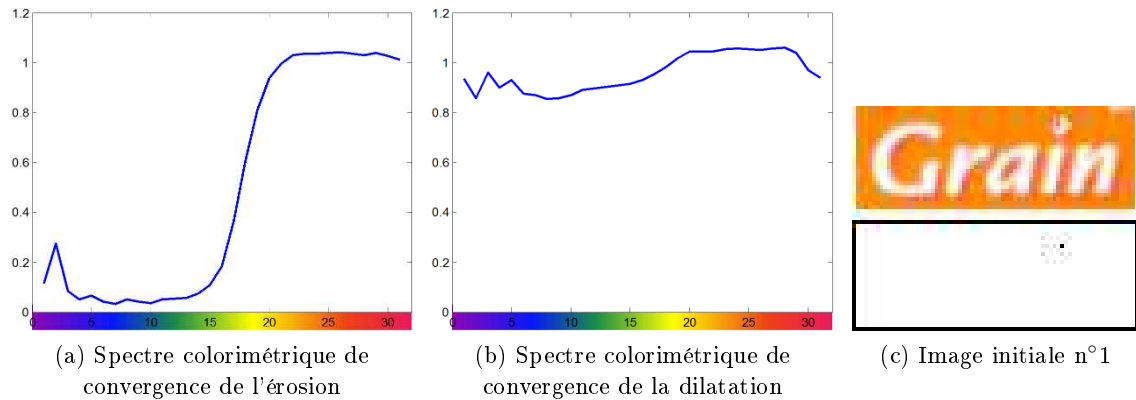 1.2
1
0.8
0.6
0.4
0.2
0
0 5 10 15 20 25 30
(a) Spectre colorimétrique de
convergence de l'érosion
1.2
1
0.8
0.6
0.4
0.2
0
0 5 10 15 20 25 30
(b) Spectre colorimétrique de
convergence de la dilatation
Grain
(c) Image initiale n°1